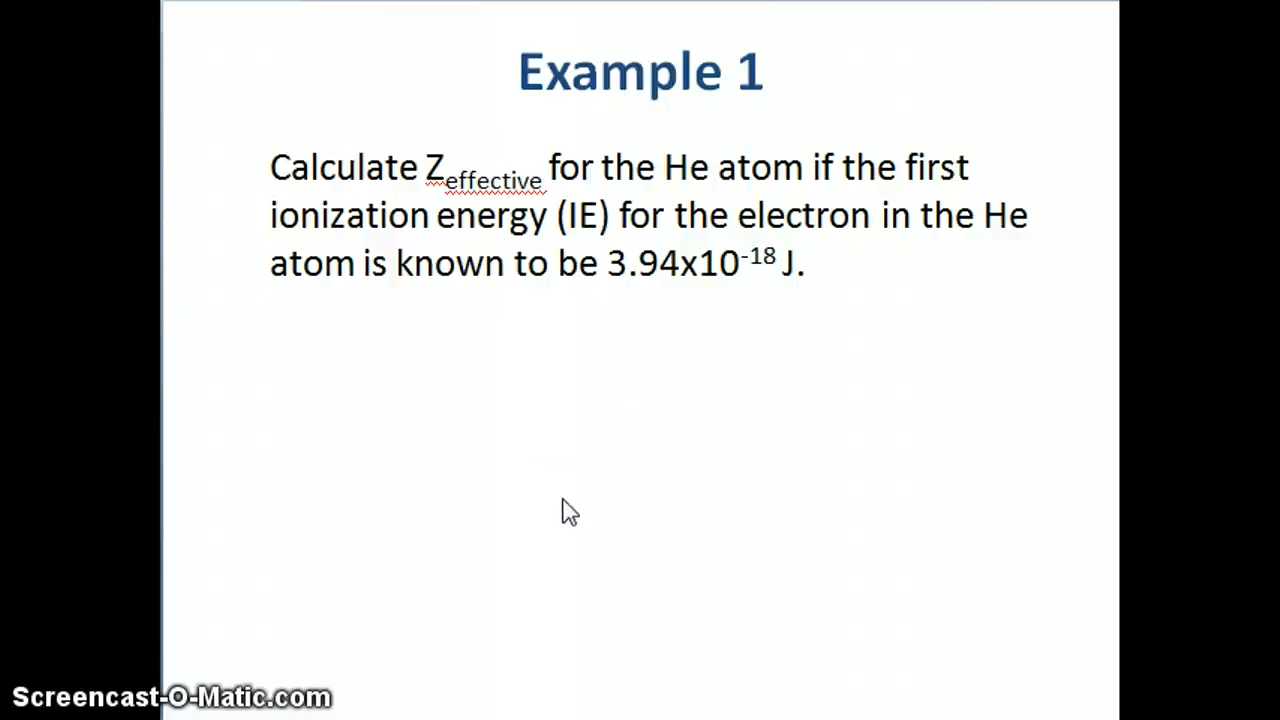 Example 1
Calculate Zeffective for the He atom if the first
ionization energy (IE) for the electron in the He
atom is known to be 3.94x10-18 J.
Screencast-O-Matic.com